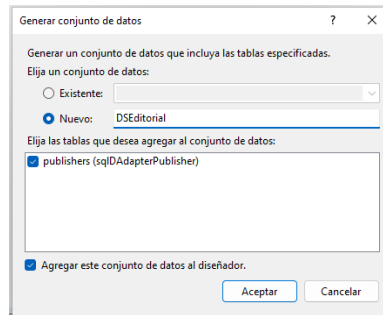 Generar conjunto de datos ? ×
Generar un conjunto de datos que incluya las tablas especificadas.
Elija un conjunto de datos:
Existente:
Nuevo: DSEditorial
Elija las tablas que desea agregar al conjunto de datos:
publishers (sqlDAdapterPublisher)
Agregar este conjunto de datos al diseñador.
Aceptar Cancelar